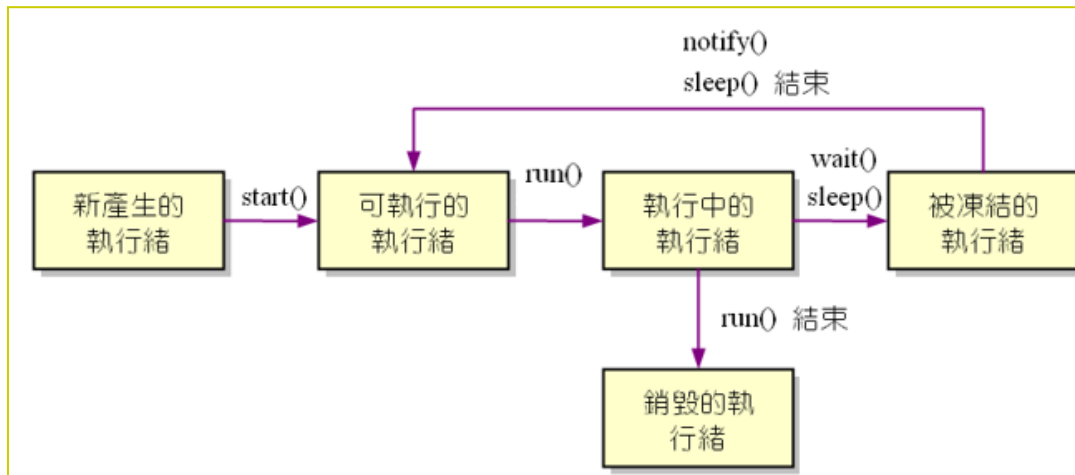 notify()
sleep() 結束
新產生的
執行緒
start()
可執行的
執行緒
run()
執行中的
執行緒
wait()
sleep()
被凍結的
執行緒
run() 結束
銷毀的執
行緒